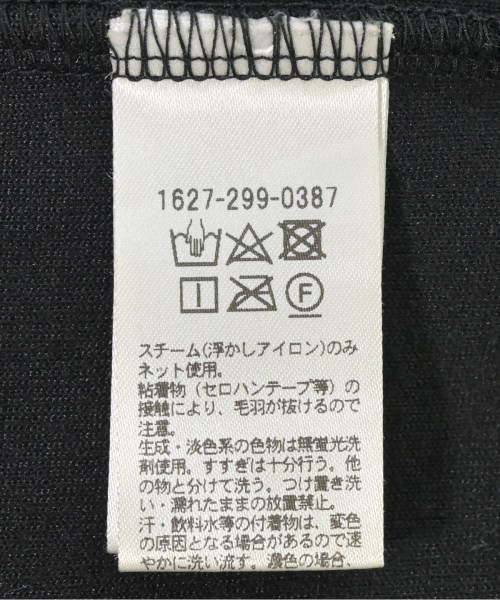 1627-299-0387
F
スチーム(浮かしアイロン)のみ
ネット使用。
粘着物(セロハンテープ等)の
接触により、毛羽が抜けるので
注意。
生成・淡色系の色物は無蛍光洗
剤使用。すすぎは十分行う。他
の物と分けて洗う。つけ置き洗
い・濡れたままの放置禁止。
汗・飲料水等の付着物は、変色
の原因となる場合があるので速
やかに洗い流す。濃色の場合、